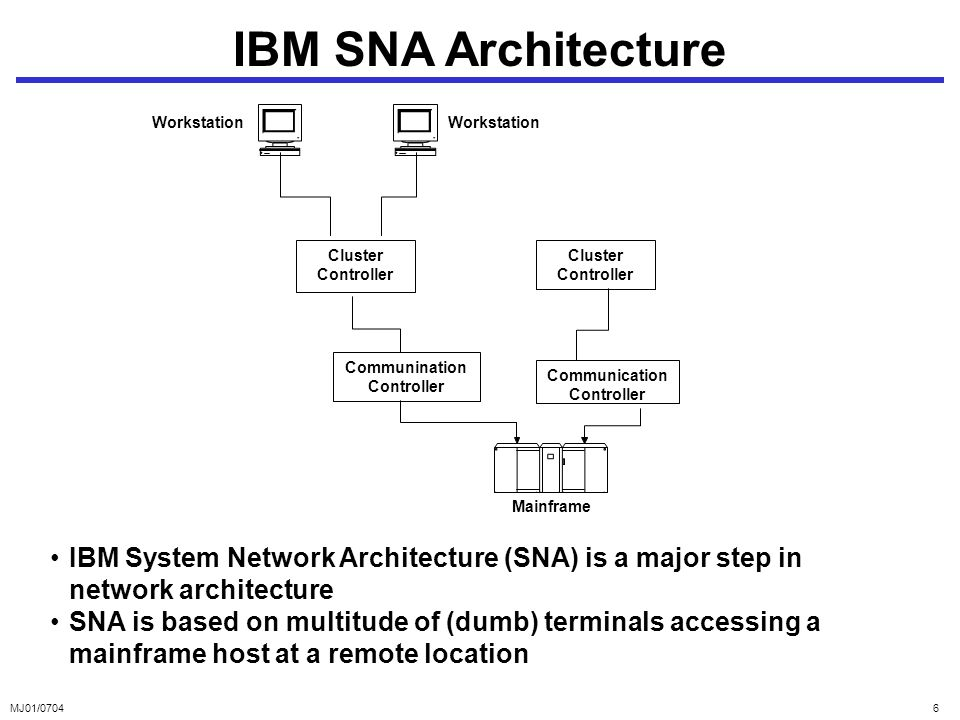 IBM SNA Architecture
Workstation
Workstation
Cluster
Controller
Cluster
Controller
Communination
Controller
Communication
Controller
Mainframe
• IBM System Network Architecture (SNA) is a major step in
network architecture
• SNA is based on multitude of (dumb) terminals accessing a
mainframe host at a remote location
MJ01/0704
6